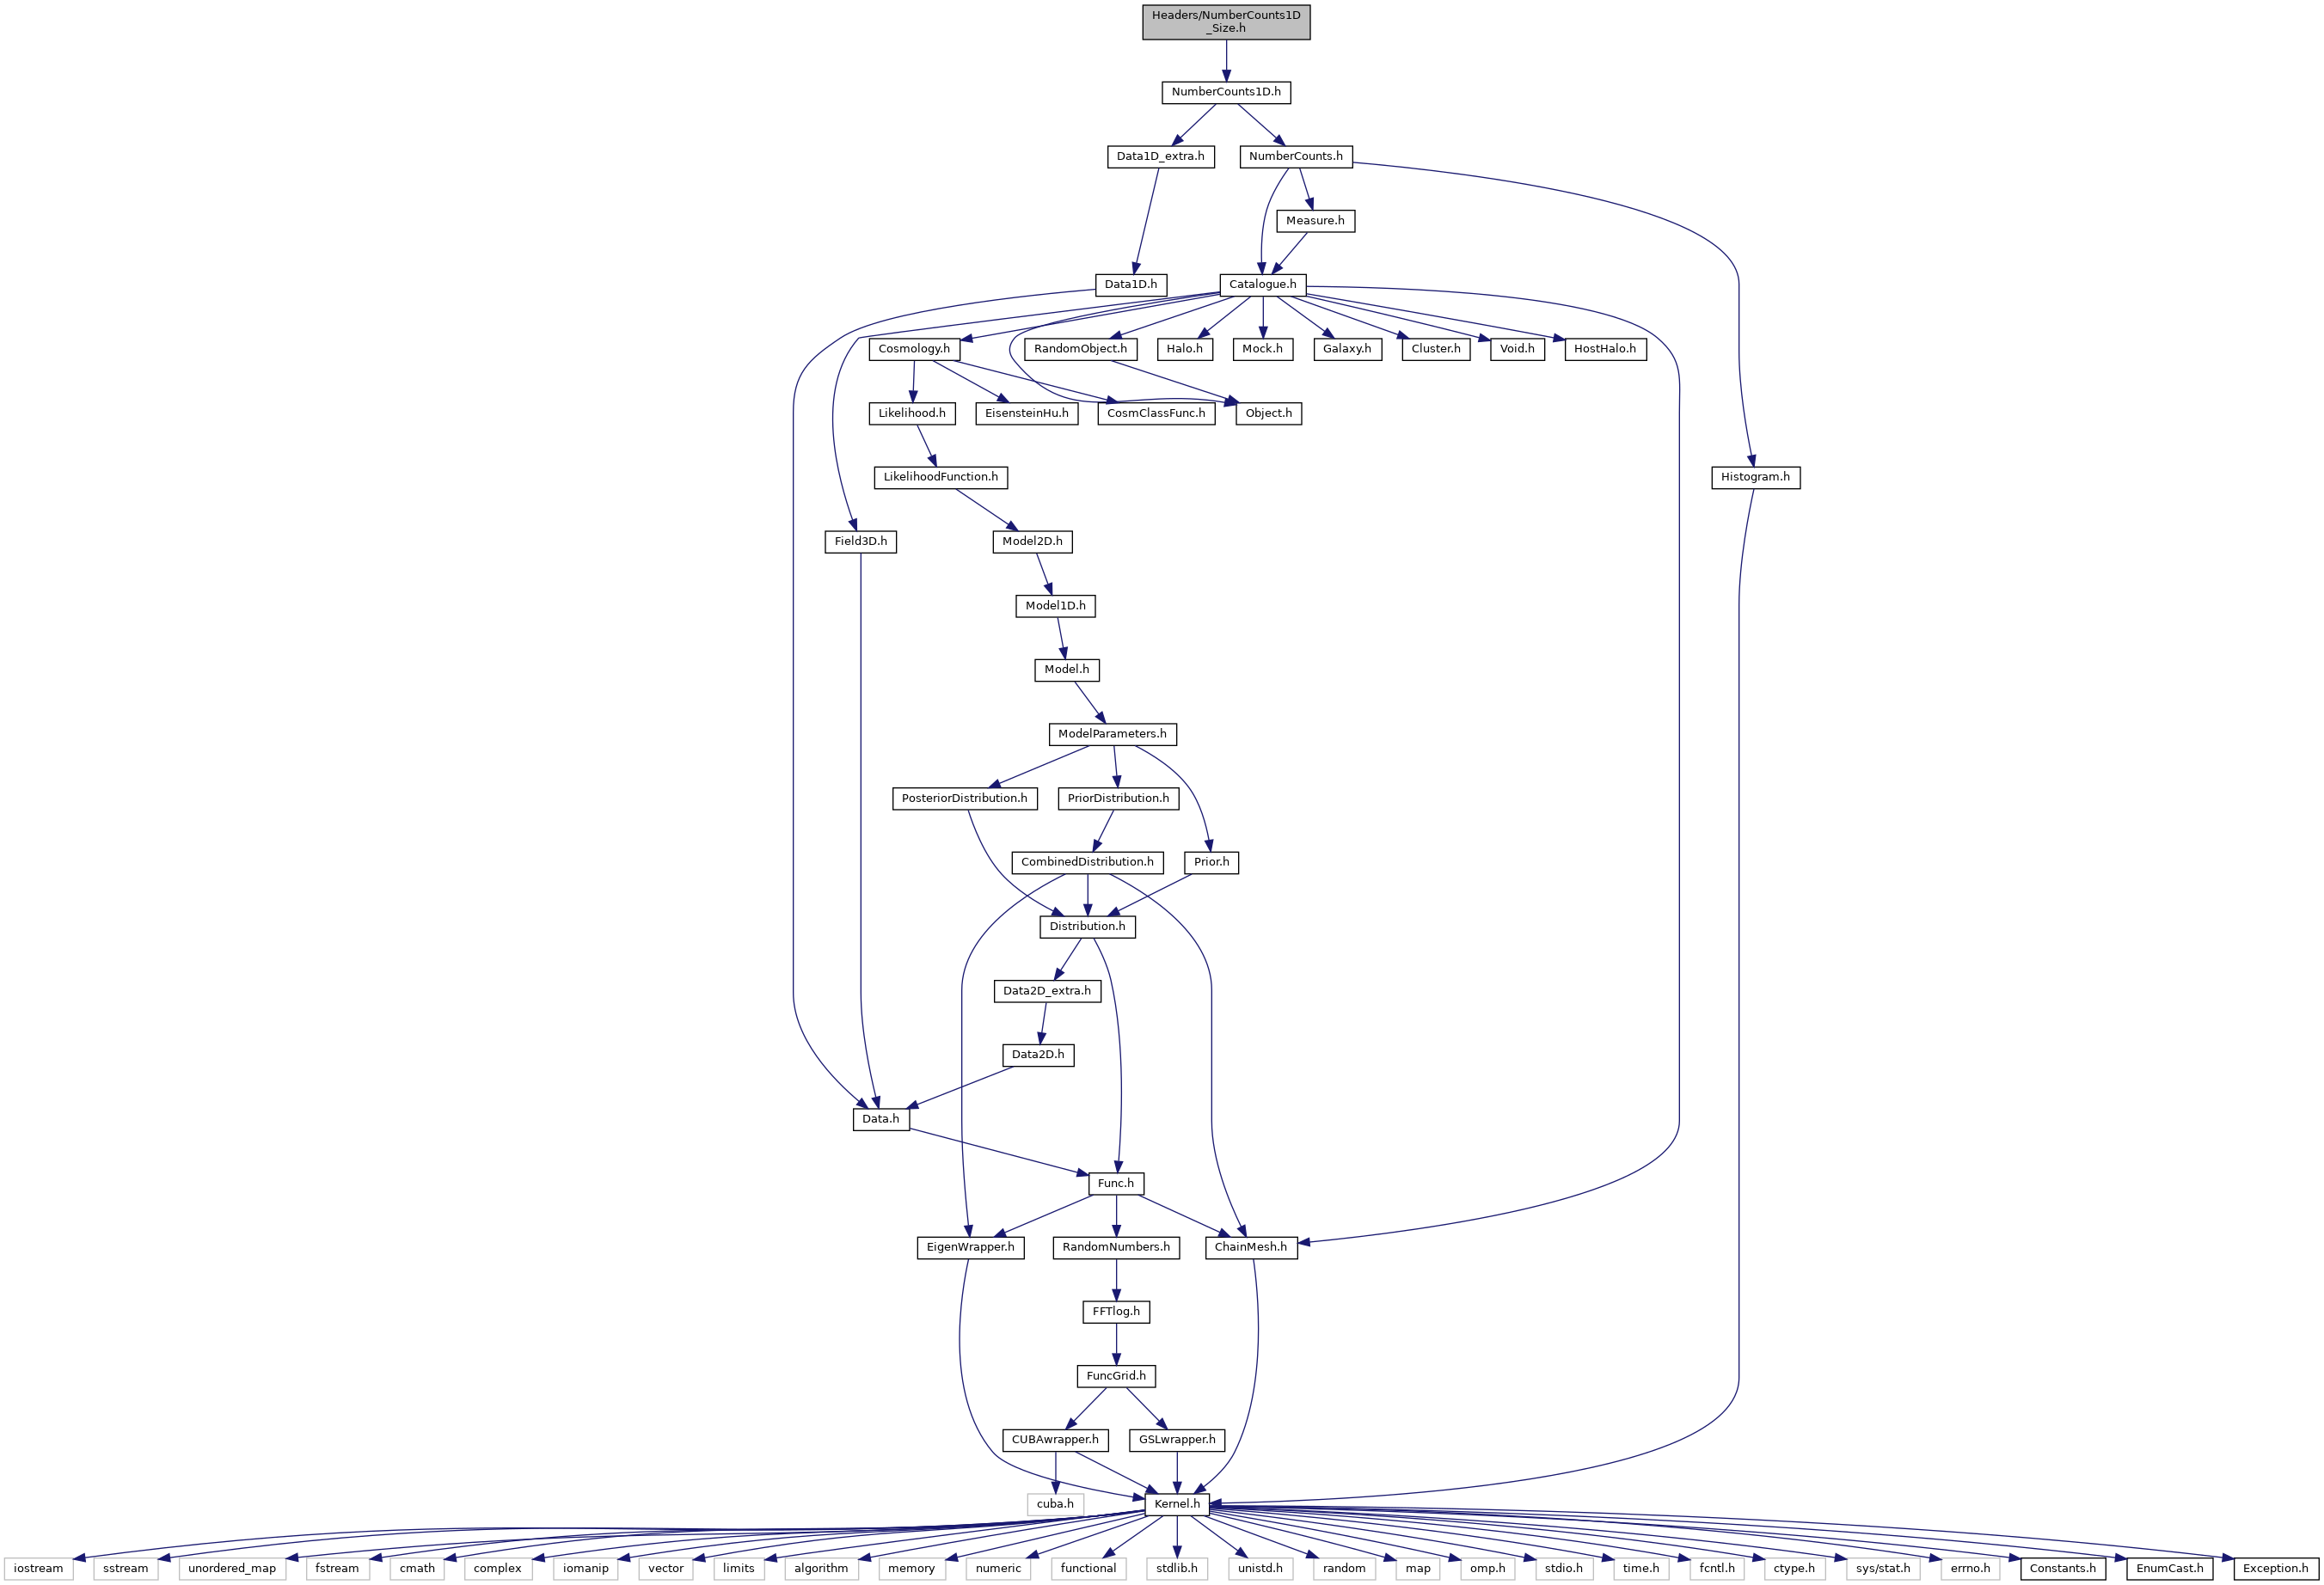 Headers/NumberCounts1D
_Size.h
NumberCounts1D.h
Data1D_extra.h
NumberCounts.h
Measure.h
Data1D.h
Catalogue.h
Cosmology.h
RandomObject.h
Halo.h
Mock.h
Galaxy.h
Cluster.h
Void.h
HostHalo.h
Likelihood.h
EisensteinHu.h
CosmClassFunc.h
Object.h
LikelihoodFunction.h
Histogram.h
Field3D.h
Model2D.h
Model1D.h
Model.h
ModelParameters.h
PosteriorDistribution.h
PriorDistribution.h
CombinedDistribution.h
Prior.h
Distribution.h
Data2D_extra.h
Data2D.h
Data.h
Func.h
EigenWrapper.h
RandomNumbers.h
ChainMesh.h
FFTlog.h
FuncGrid.h
CUBAwrapper.h
GSLwrapper.h
cuba.h
Kernel.h
iostream
sstream
unordered_map
fstream
cmath
complex
iomanip
vector
limits
algorithm
memory
numeric
functional
stdlib.h
unistd.h
random
map
omp.h
stdio.h
time.h
fcntl.h
ctype.h
sys/stat.h
errno.h
Constants.h
EnumCast.h
Exception.h